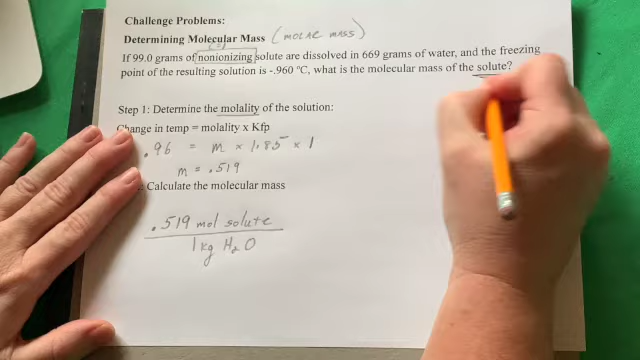 Challenge Problems:
Determining Molecular Mass (MOLAR MASS)
(=1)
If 99.0 grams of nonionizing solute are dissolved in 669 grams of water, and the freezing
point of the resulting solution is -.960 °C, what is the molecular mass of the solute?
Step 1: Determine the molality of the solution:
Change in temp = molality x Kfp
.96 = m x 1.85 x 1
m = .519
: Calculate the molecular mass
.519 mol solute
1 kg H2O